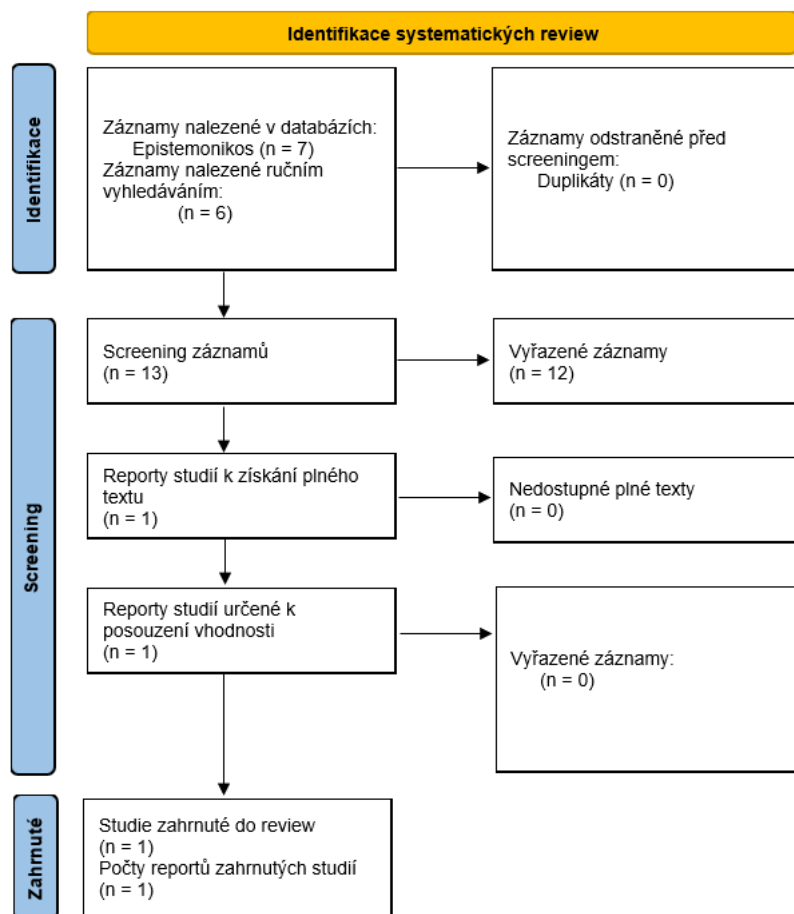 Identifikace systematických review
Identifikace
Záznamy nalezené v databázích:
Epistemonikos (n = 7)
Záznamy nalezené ručním
vyhledáváním:
(n = 6)
Záznamy odstraněné před
screeningem:
Duplikáty (n = 0)
Screening
Screening záznamů
(n = 13)
Vyřazené záznamy
(n = 12)
Reporty studií k získání plného
textu
(n = 1)
Nedostupné plné texty
(n = 0)
Reporty studií určené k
posouzení vhodnosti
(n = 1)
Vyřazené záznamy:
(n = 0)
Zahrnuté
Studie zahrnuté do review
(n = 1)
Počty reportů zahrnutých studií
(n = 1)